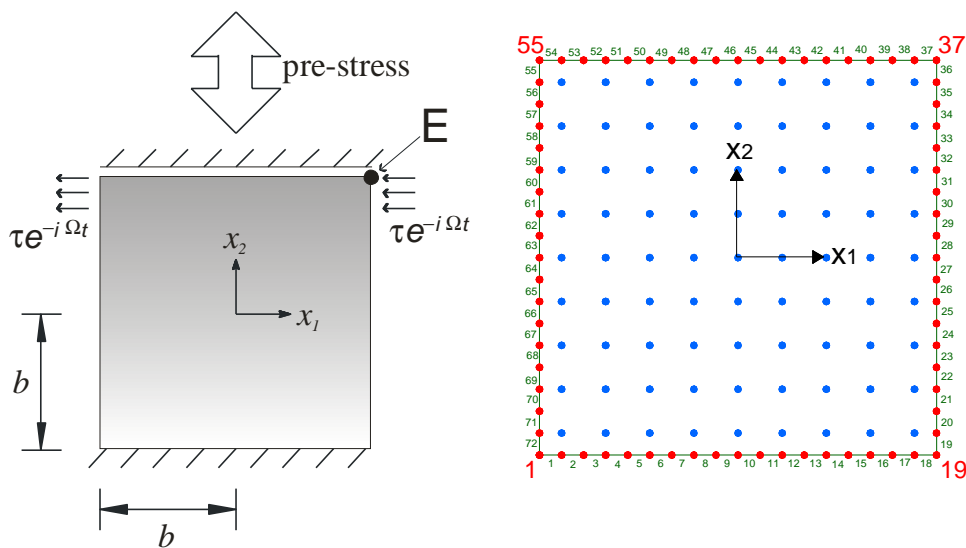 pre-stress
E
τe^{-i Ωt}
τe^{-i Ωt}
x_2
x_1
b
b
55
37
54 53 52 51 50 49 48 47 46 45 44 43 42 41 40 39 38 37
55 36
56 35
57 34
58 33
59 32
x2
60 31
61 30
62 29
63 28
64 27
x1
65 26
66 25
67 24
68 23
69 22
70 21
71 20
72 19
1 2 3 4 5 6 7 8 9 10 11 12 13 14 15 16 17 18
1
19